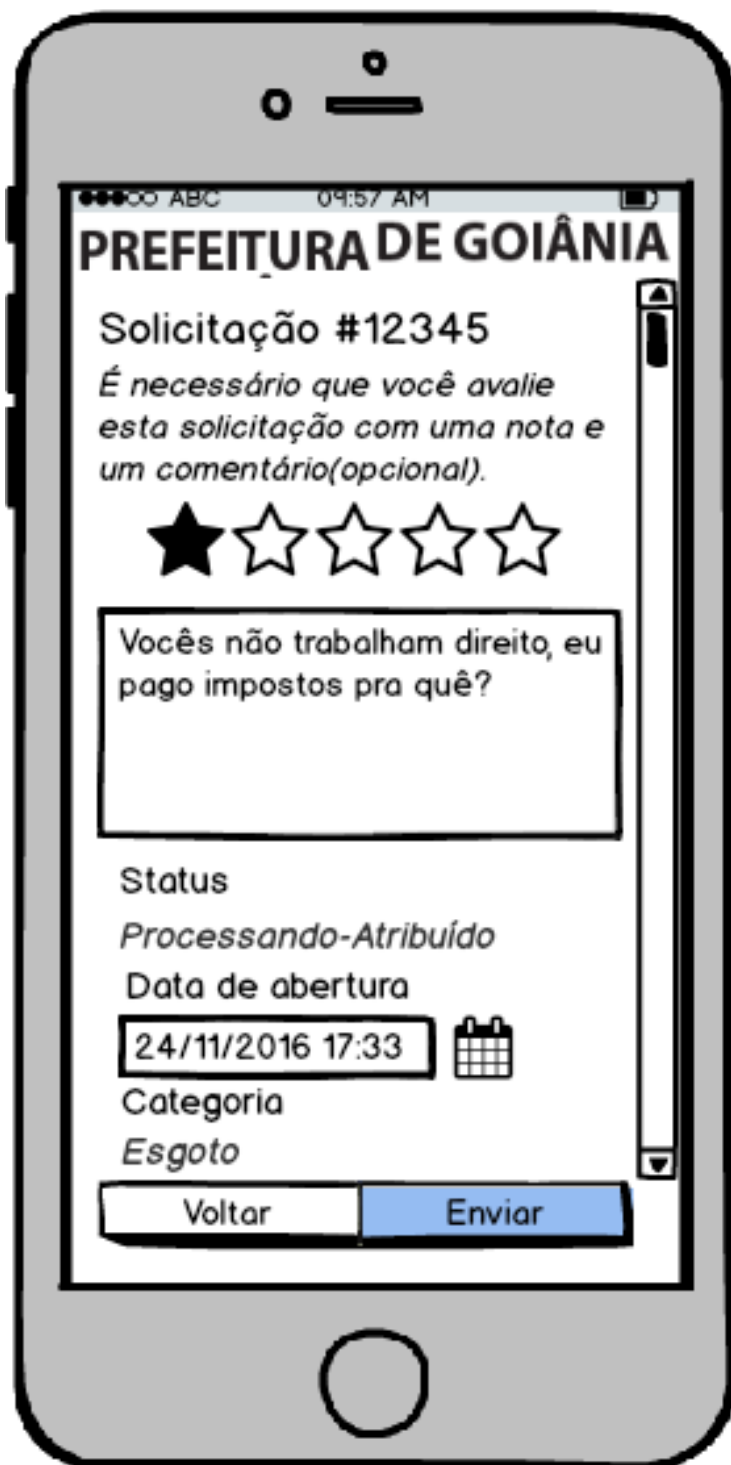 ABC 09:57 AM
PREFEITURA DE GOIÂNIA
Solicitação #12345
É necessário que você avalie
esta solicitação com uma nota e
um comentário(opcional).
Vocês não trabalham direito, eu
pago impostos pra quê?
Status
Processando-Atribuído
Data de abertura
24/11/2016 17:33
Categoria
Esgoto
Voltar Enviar